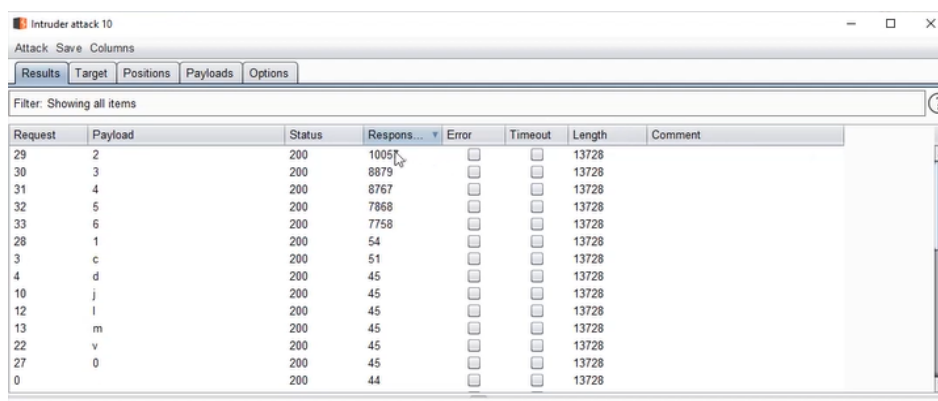 Intruder attack 10
Attack Save Columns
Results Target Positions Payloads Options
Filter: Showing all items
Request Payload Status Respons... Error Timeout Length Comment
29 2 200 10057 13728
30 3 200 8879 13728
31 4 200 8767 13728
32 5 200 7868 13728
33 6 200 7758 13728
28 1 200 54 13728
3 c 200 51 13728
4 d 200 45 13728
10 j 200 45 13728
12 l 200 45 13728
13 m 200 45 13728
22 v 200 45 13728
27 0 200 45 13728
0 200 44 13728